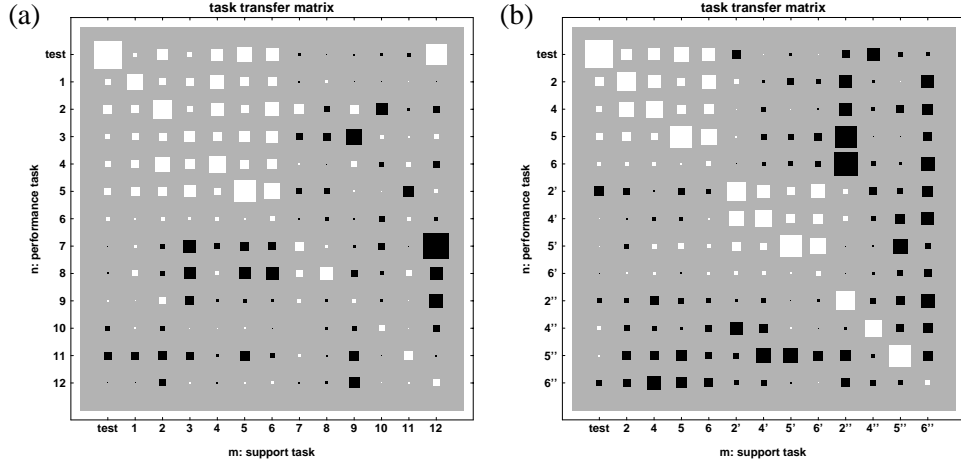 (a)
task transfer matrix
n: performance task
test
1
2
3
4
5
6
7
8
9
10
11
12
test 1 2 3 4 5 6 7 8 9 10 11 12
m: support task
(b)
task transfer matrix
n: performance task
test
2
4
5
6
2'
4'
5'
6'
2''
4''
5''
6''
test 2 4 5 6 2' 4' 5' 6' 2'' 4'' 5'' 6''
m: support task